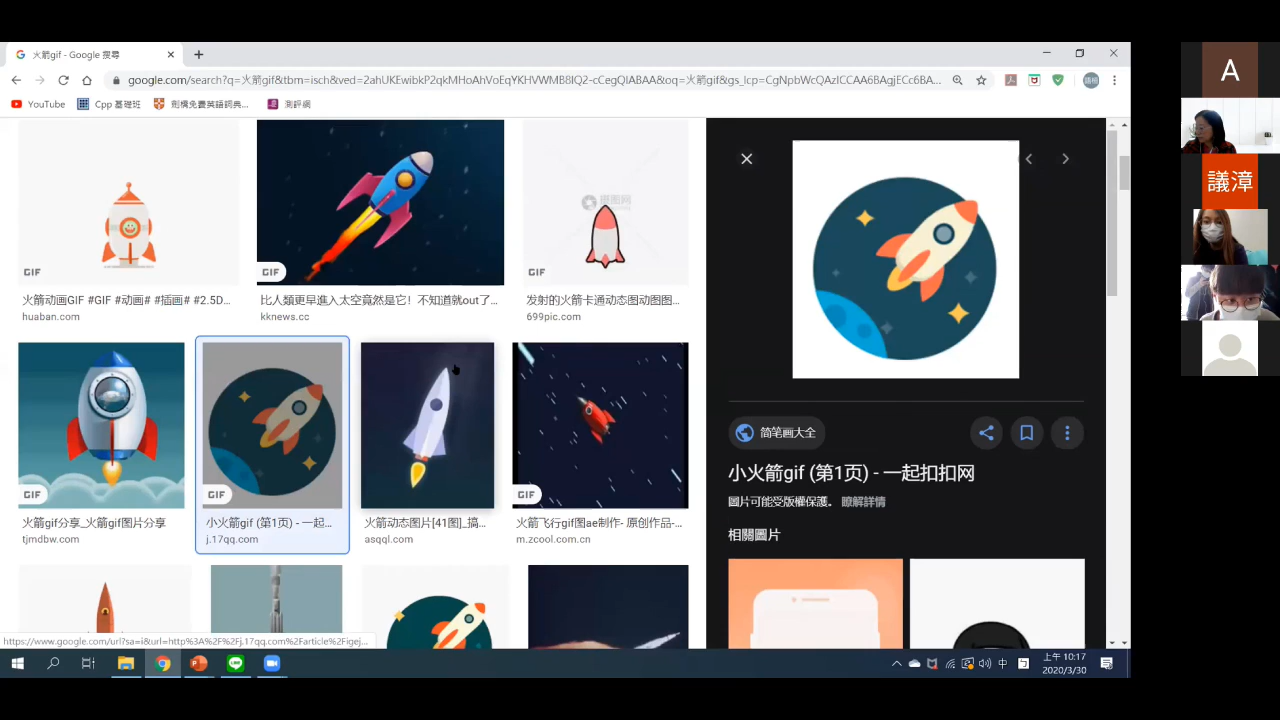 火箭gif - Google 搜尋
google.com/search?q=火箭gif&tbm=isch&ved=2ahUKEwibkP2qkMHoAhVoEqYKHVWMB8IQ2-cCegQIABAA&oq=火箭gif&gs_lcp=CgNpbWcQAzICCAA6BAgjECc6BA...
YouTube
Cpp 基礎班
劍橋免費英語詞典...
測評網
A
議漳
摄图网
GIF
GIF
GIF
火箭动画GIF #GIF #动画# #插画# #2.5D...
huaban.com
比人類更早進入太空竟然是它！不知道就out了...
kknews.cc
发射的火箭卡通动态图动图图...
699pic.com
GIF
GIF
GIF
火箭gif分享_火箭gif图片分享
tjmdbw.com
小火箭gif (第1页) - 一起...
j.17qq.com
火箭动态图片[41图]_搞...
asqql.com
火箭飞行gif图ae制作- 原创作品-...
m.zcool.com.cn
简笔画大全
小火箭gif (第1页) - 一起扣扣网
圖片可能受版權保護。 瞭解詳情
相關圖片
https://www.google.com/url?sa=i&url=http%3A%2F%2Fj.17qq.com%2Farticle%2Figej...
中
上午 10:17
2020/3/30